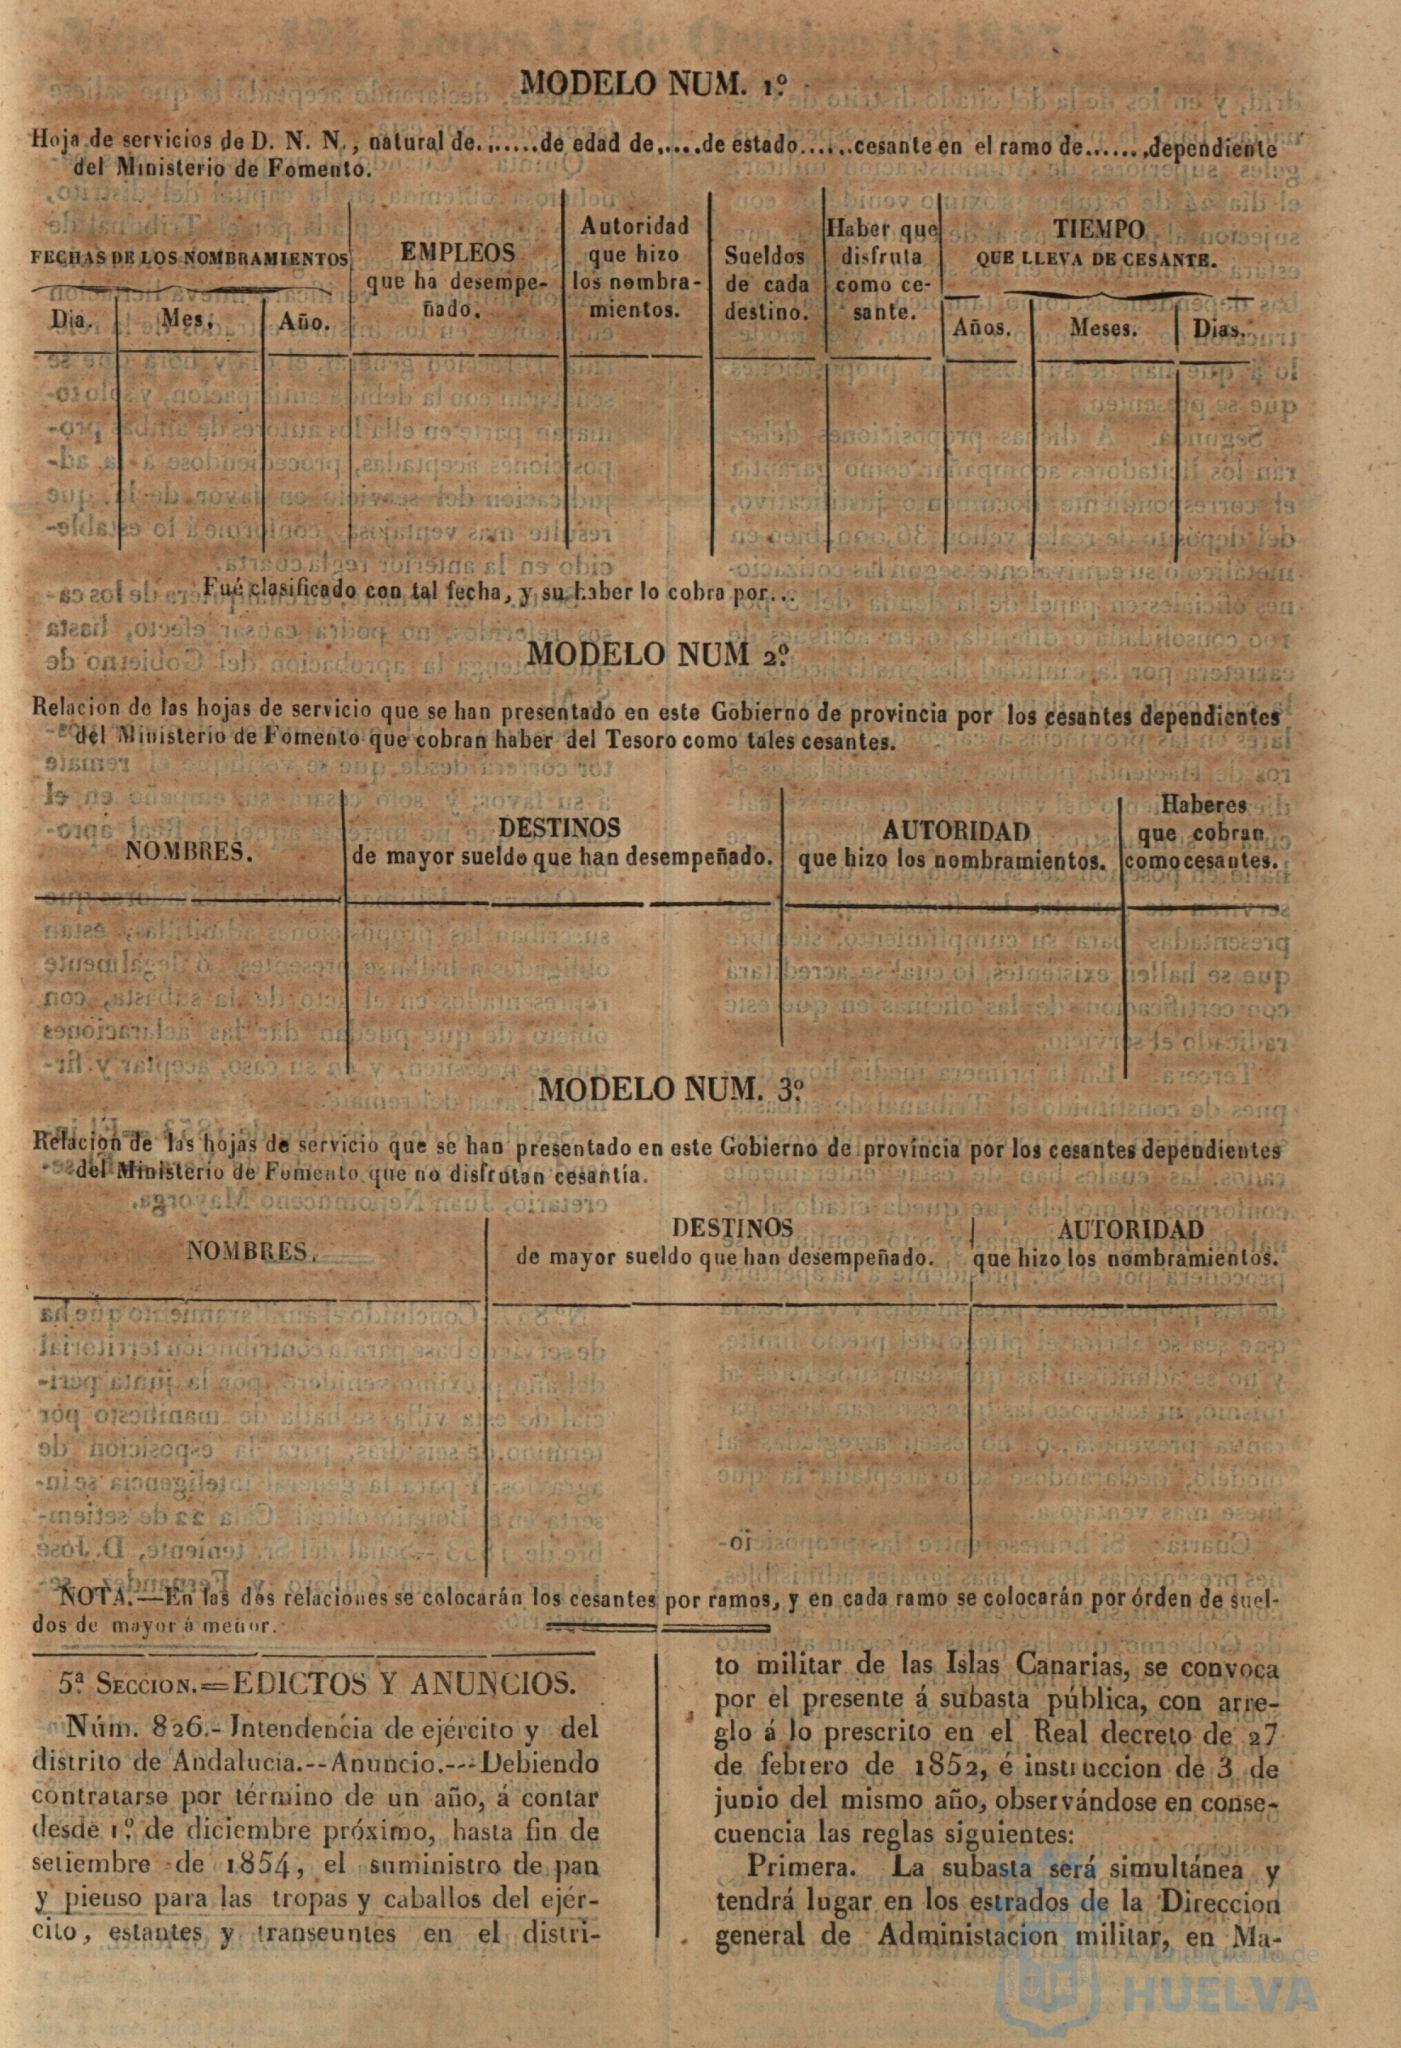 MODELO NUM. 1.º
Hoja de servicios de D. N. N., natural de.......de edad de.....de estado......cesante en el ramo de.......dependiente
del Ministerio de Fomento.
FECHAS DE LOS NOMBRAMIENTOS
Dia.
Mes.
Año.
EMPLEOS
que ha desempe-
ñado.
Autoridad
que hizo
los nombra-
mientos.
Sueldos
de cada
destino.
Haber que
disfruta
como ce-
sante.
TIEMPO
QUE LLEVA DE CESANTE.
Años.
Meses.
Dias.
Fué clasificado con tal fecha, y su haber lo cobra por...
MODELO NUM 2.º
Relacion de las hojas de servicio que se han presentado en este Gobierno de provincia por los cesantes dependientes
del Ministerio de Fomento que cobran haber del Tesoro como tales cesantes.
NOMBRES.
DESTINOS
de mayor sueldo que han desempeñado.
AUTORIDAD
que hizo los nombramientos.
Haberes
que cobran
como cesantes.
MODELO NUM. 3.º
Relacion de las hojas de servicio que se han presentado en este Gobierno de provincia por los cesantes dependientes
del Ministerio de Fomento que no disfrutan cesantía.
NOMBRES.
DESTINOS
de mayor sueldo que han desempeñado.
AUTORIDAD
que hizo los nombramientos.
NOTA.—En las dos relaciones se colocarán los cesantes por ramos, y en cada ramo se colocarán por órden de suel-
dos de mayor á menor.
5.ª SECCION.=EDICTOS Y ANUNCIOS.
Núm. 826.- Intendencia de ejército y del
distrito de Andalucia.--Anuncio.---Debiendo
contratarse por término de un año, á contar
desde 1.º de diciembre próximo, hasta fin de
setiembre de 1854, el suministro de pan
y pienso para las tropas y caballos del ejér-
cito, estantes y transeuntes en el distri-
to militar de las Islas Canarias, se convoca
por el presente á subasta pública, con arre-
glo á lo prescrito en el Real decreto de 27
de febrero de 1852, é instruccion de 3 de
junio del mismo año, observándose en conse-
cuencia las reglas siguientes:
Primera. La subasta será simultánea y
tendrá lugar en los estrados de la Direccion
general de Administacion militar, en Ma-
Ayuntamiento de
HUELVA